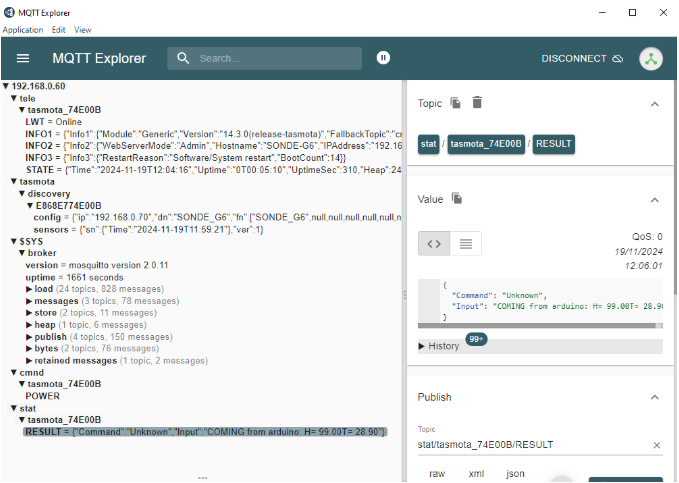 MQTT Explorer
Application Edit View
MQTT Explorer
Search...
DISCONNECT
▼ 192.168.0.60
▼ tele
▼ tasmota_74E00B
LWT = Online
INFO1 = {"Info1":{"Module":"Generic","Version":"14.3.0(release-tasmota)","FallbackTopic":"cm
INFO2 = {"Info2":{"WebServerMode":"Admin","Hostname":"SONDE-G6","IPAddress":"192.16
INFO3 = {"Info3":{"RestartReason":"Software/System restart","BootCount":14}}
STATE = {"Time":"2024-11-19T12:04:16","Uptime":"0T00:05:10","UptimeSec":310,"Heap":24
▼ tasmota
▼ discovery
▼ E868E774E00B
config = {"ip":"192.168.0.70","dn":"SONDE_G6","fn":["SONDE_G6",null,null,null,null,null,n
sensors = {"sn":{"Time":"2024-11-19T11:59:21"},"ver":1}
▼ $SYS
▼ broker
version = mosquitto version 2.0.11
uptime = 1661 seconds
▶ load (24 topics, 828 messages)
▶ messages (3 topics, 78 messages)
▶ store (2 topics, 11 messages)
▶ heap (1 topic, 6 messages)
▶ publish (4 topics, 150 messages)
▶ bytes (2 topics, 76 messages)
▶ retained messages (1 topic, 2 messages)
▼ cmnd
▼ tasmota_74E00B
POWER
▼ stat
▼ tasmota_74E00B
RESULT = {"Command":"Unknown","Input":"COMING from arduino: H= 99.00T= 28.90"}
Topic
stat / tasmota_74E00B / RESULT
Value
QoS: 0
19/11/2024
12:06:01
{
"Command": "Unknown",
"Input": "COMING from arduino: H= 99.00T= 28.90
}
▶ History 99+
Publish
Topic
stat/tasmota_74E00B/RESULT
raw xml json